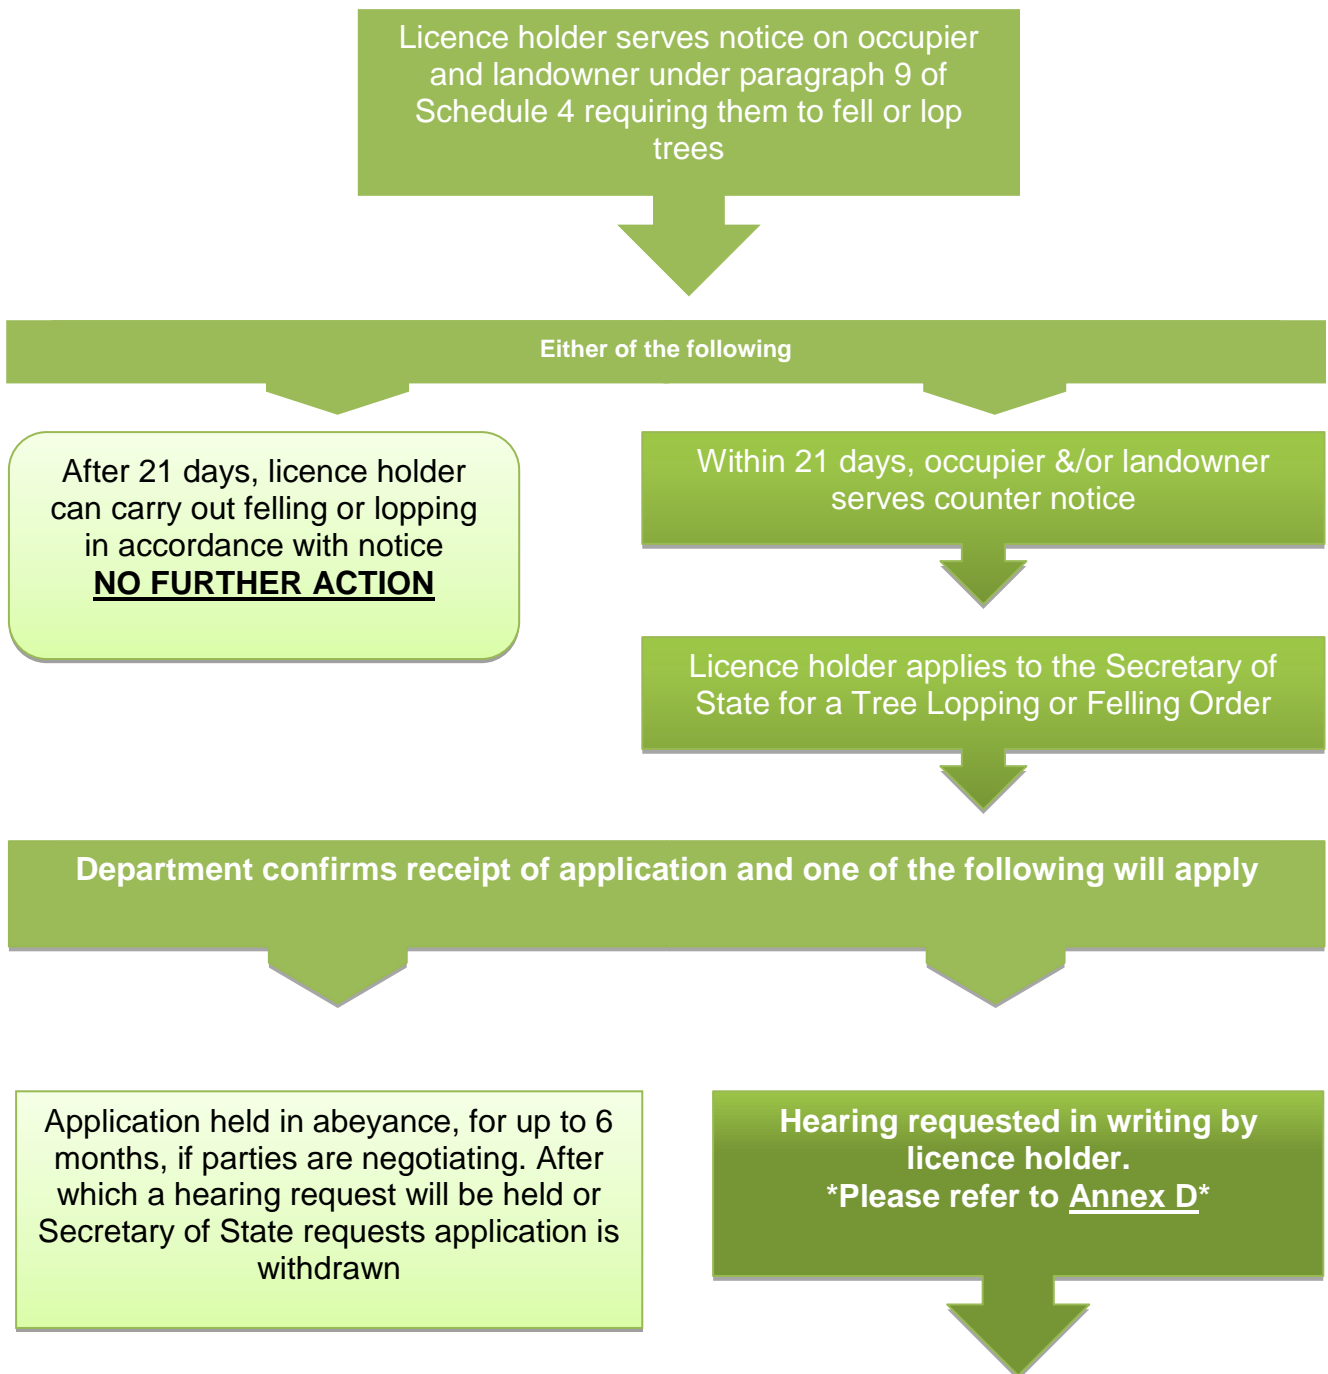 Licence holder serves notice on occupier
and landowner under paragraph 9 of
Schedule 4 requiring them to fell or lop
trees
Either of the following
After 21 days, licence holder
can carry out felling or lopping
in accordance with notice
NO FURTHER ACTION
Within 21 days, occupier &/or landowner
serves counter notice
Licence holder applies to the Secretary of
State for a Tree Lopping or Felling Order
Department confirms receipt of application and one of the following will apply
Application held in abeyance, for up to 6
months, if parties are negotiating. After
which a hearing request will be held or
Secretary of State requests application is
withdrawn
Hearing requested in writing by
licence holder.
*Please refer to Annex D*